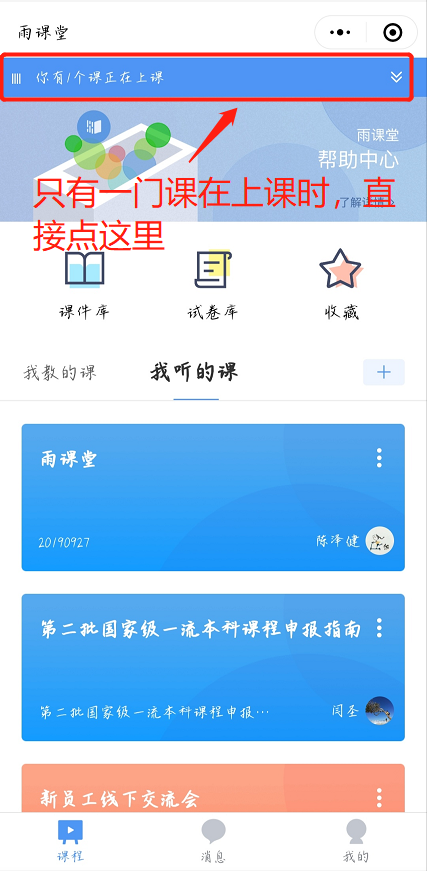 雨课堂
你有1个课正在上课
雨课堂
帮助中心
了解详情
只有一门课在上课时，直
接点这里
课件库
试卷库
收藏
我教的课
我听的课
雨课堂
20190927
陈泽健
第二批国家级一流本科课程申报指南
第二批国家级一流本科课程申报…
闫圣
新员工线下交流会
课程
消息
我的